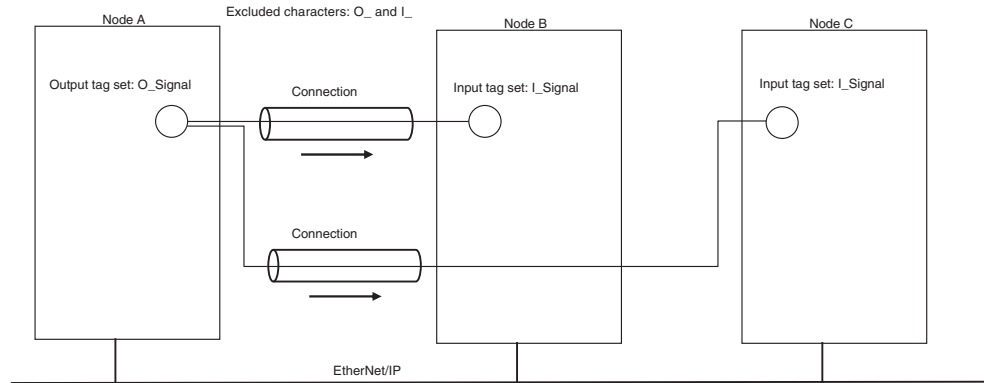 Excluded characters: O_ and I_
Node A
Node B
Node C
Output tag set: O_Signal
Connection
Input tag set: I_Signal
Input tag set: I_Signal
Connection
EtherNet/IP